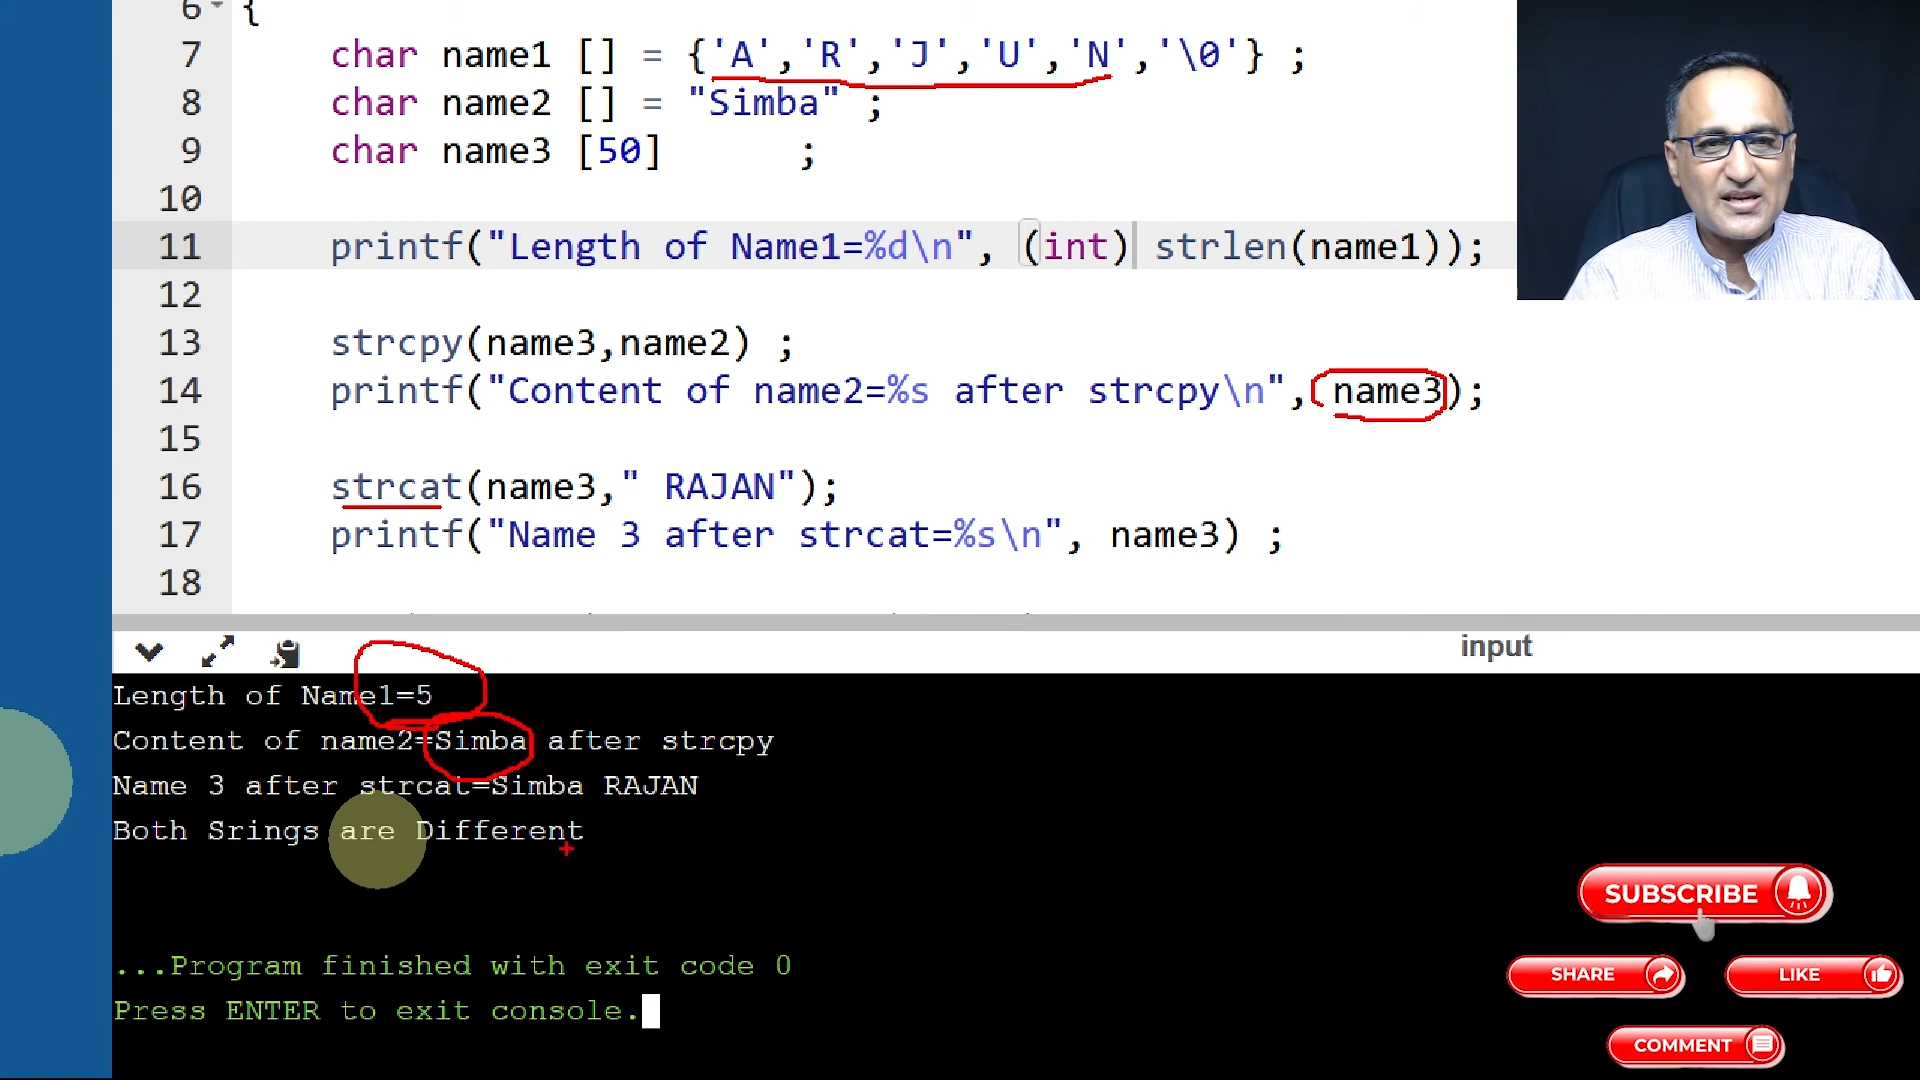 6 {
7 char name1 [] = {'A','R','J','U','N','\0'} ;
8 char name2 [] = "Simba" ;
9 char name3 [50] ;
10
11 printf("Length of Name1=%d\n", (int) strlen(name1));
12
13 strcpy(name3,name2) ;
14 printf("Content of name2=%s after strcpy\n", name3);
15
16 strcat(name3," RAJAN");
17 printf("Name 3 after strcat=%s\n", name3) ;
18
input
Length of Name1=5
Content of name2=Simba after strcpy
Name 3 after strcat=Simba RAJAN
Both Srings are Different
...Program finished with exit code 0
Press ENTER to exit console.
SUBSCRIBE
SHARE
LIKE
COMMENT